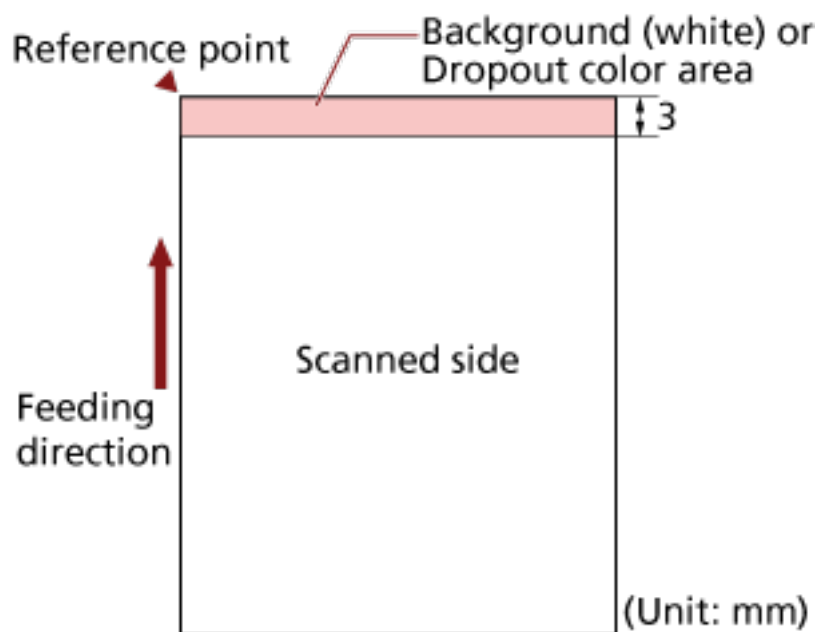 Reference point
Background (white) or
Dropout color area
3
Scanned side
Feeding
direction
(Unit: mm)